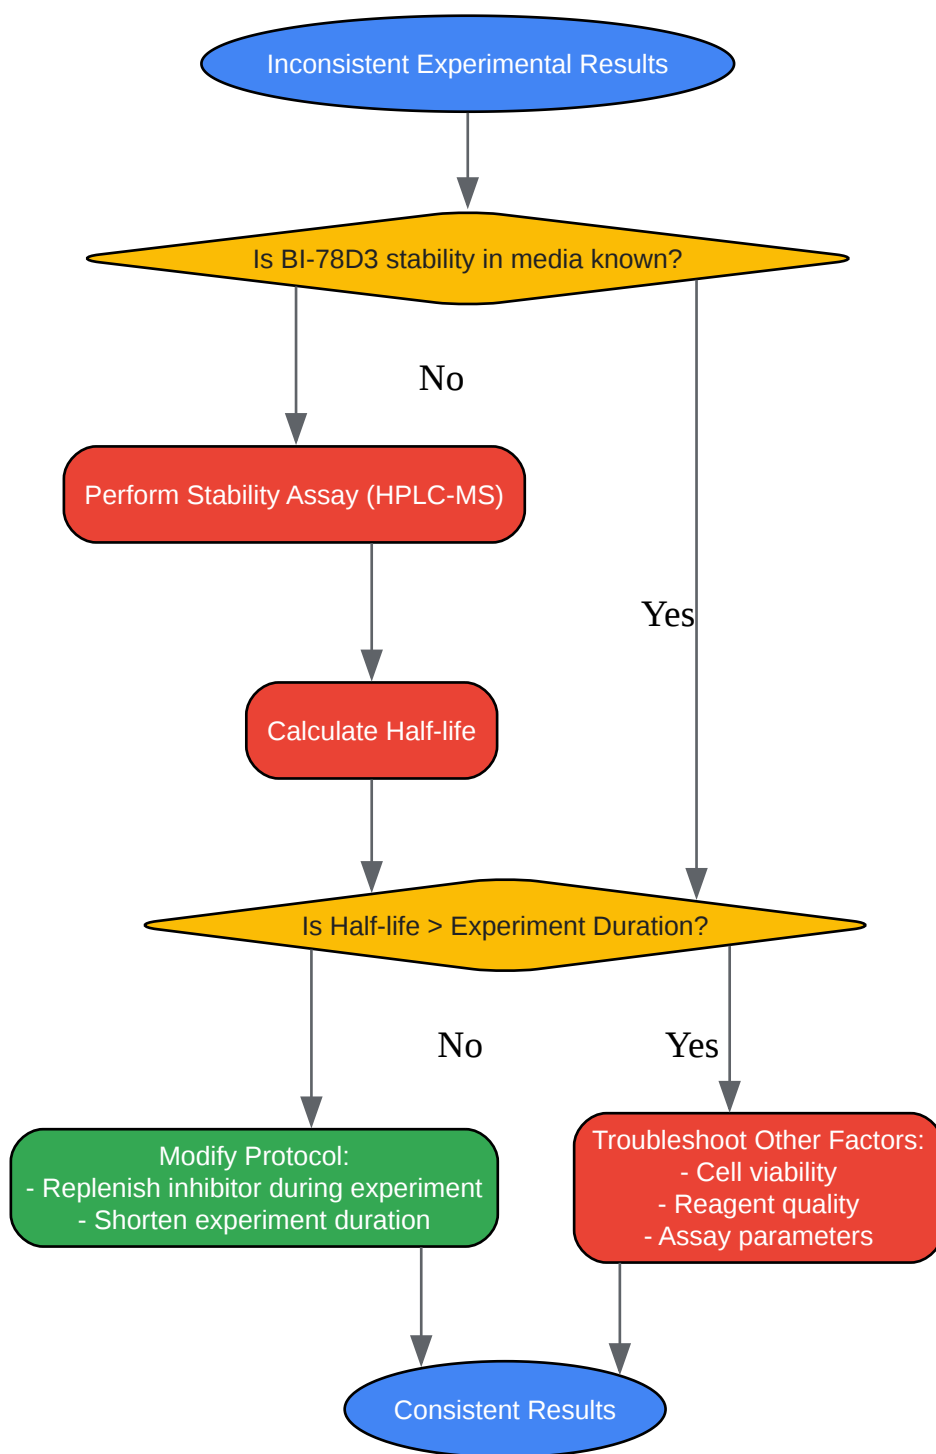 Inconsistent Experimental Results
Is BI-78D3 stability in media known?
No
Perform Stability Assay (HPLC-MS)
Yes
Calculate Half-life
Is Half-life > Experiment Duration?
No
Yes
Modify Protocol:
- Replenish inhibitor during experiment
- Shorten experiment duration
Troubleshoot Other Factors:
- Cell viability
- Reagent quality
- Assay parameters
Consistent Results